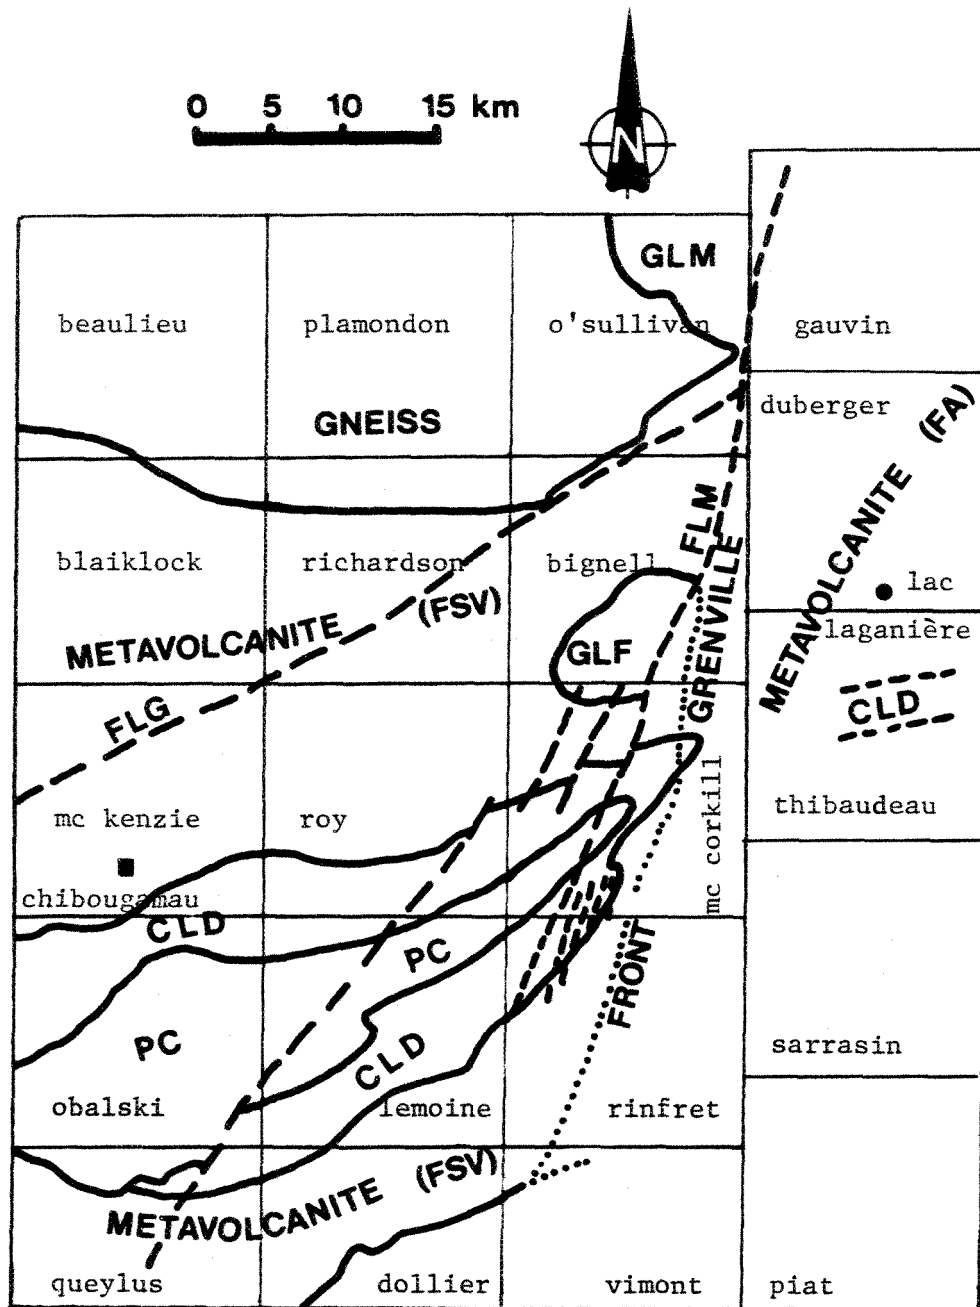 0 5 10 15 km
N
GLM
beaulieu plamondon o'sullivan gauvin
duberger
GNEISS
(FA)
METAVOLCANITE
FLM
blaiklock richardson bignell
lac
laganière
(FSV)
METAVOLCANITE
GLF
GRENVILLE
CLD
FLG
mc kenzie roy
mc corkill
thibaudeau
chibougamau
CLD
PC
FRONT
PC
CLD
sarrasin
obalski lemoine rinfret
METAVOLCANITE (FSV)
queylus dollier vimont piat